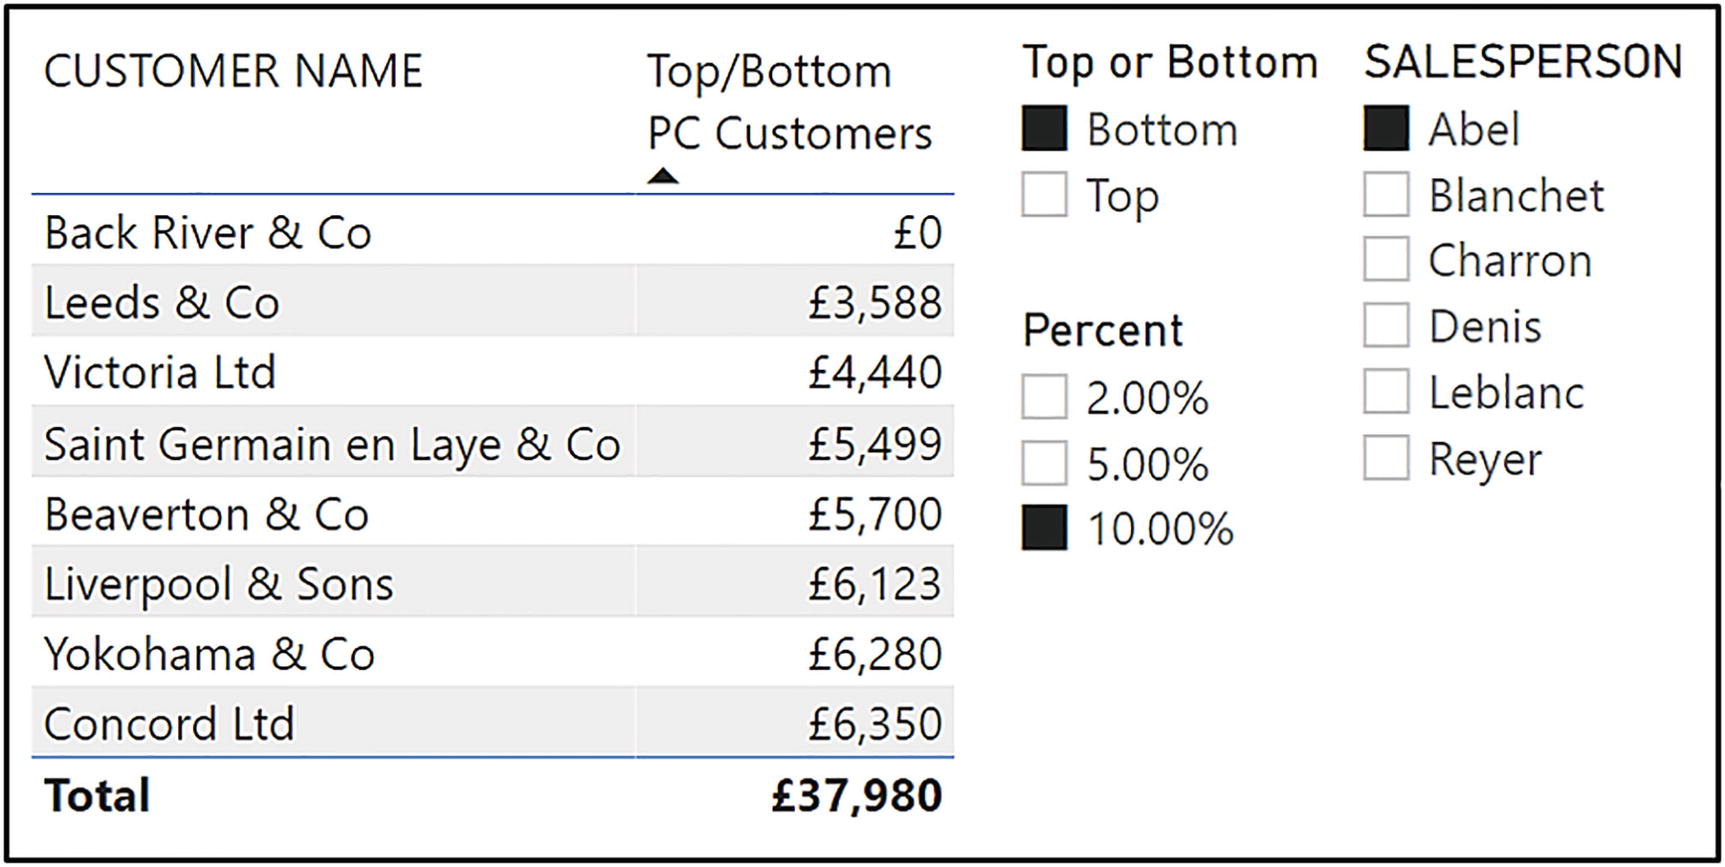 CUSTOMER NAME Top/Bottom
PC Customers
Back River & Co £0
Leeds & Co £3,588
Victoria Ltd £4,440
Saint Germain en Laye & Co £5,499
Beaverton & Co £5,700
Liverpool & Sons £6,123
Yokohama & Co £6,280
Concord Ltd £6,350
Total £37,980
Top or Bottom
Bottom
Top
Percent
2.00%
5.00%
10.00%
SALESPERSON
Abel
Blanchet
Charron
Denis
Leblanc
Reyer